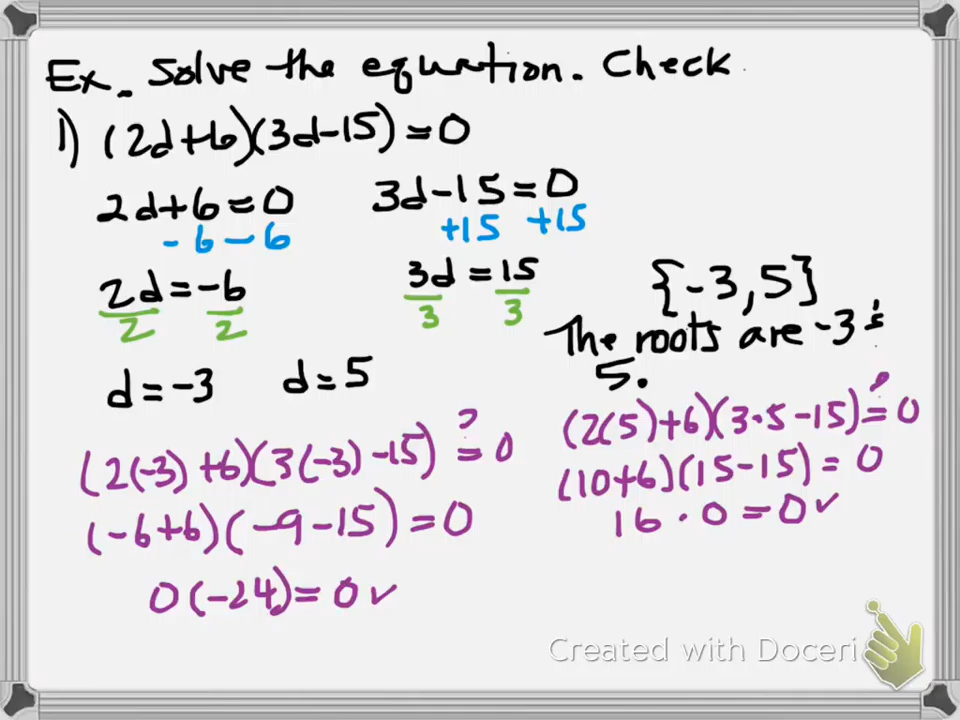 Ex. Solve the equation. Check
1) (2d+6)(3d-15)=0
2d+6=0 3d-15=0
-6 -6 +15 +15
2d=-6 3d=15
2 2 3 3
d=-3 d=5
{-3,5}
The roots are -3 &
5.
(2(-3)+6)(3(-3)-15)≟0
(-6+6)(-9-15)=0
0(-24)=0✓
(2(5)+6)(3·5-15)≟0
(10+6)(15-15)=0
16·0=0✓
Created with Doceri